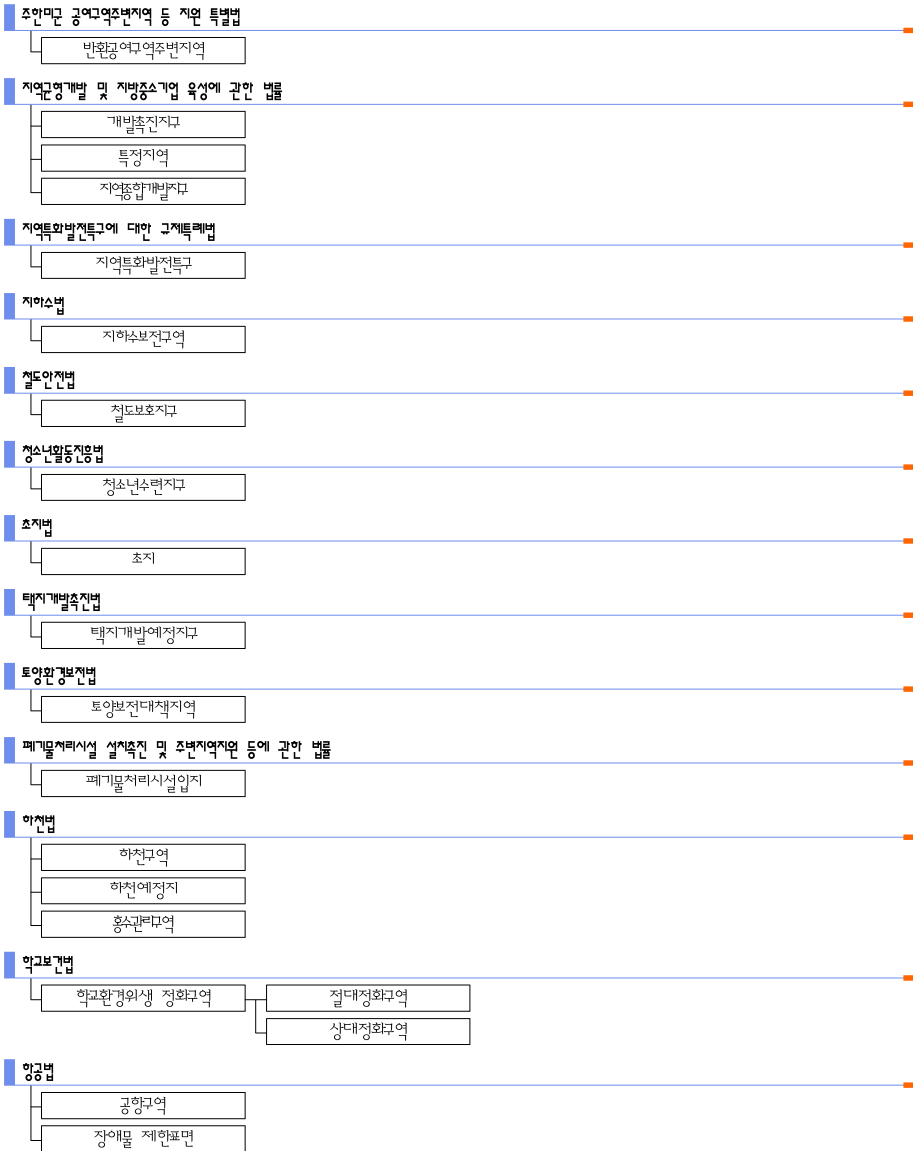 주한미군 공여구역주변지역 등 지원 특별법
반환공여구역주변지역
지역균형개발 및 지방중소기업 육성에 관한 법률
개발촉진지구
특정지역
지역종합개발지구
지역특화발전특구에 대한 규제특례법
지역특화발전특구
지하수법
지하수보전구역
철도안전법
철도보호지구
청소년활동진흥법
청소년수련지구
초지법
초지
택지개발촉진법
택지개발예정지구
토양환경보전법
토양보전대책지역
폐기물처리시설 설치촉진 및 주변지역지원 등에 관한 법률
폐기물처리시설입지
하천법
하천구역
하천예정지
홍수관리구역
학교보건법
학교환경위생 정화구역
절대정화구역
상대정화구역
항공법
공항구역
장애물 제한표면